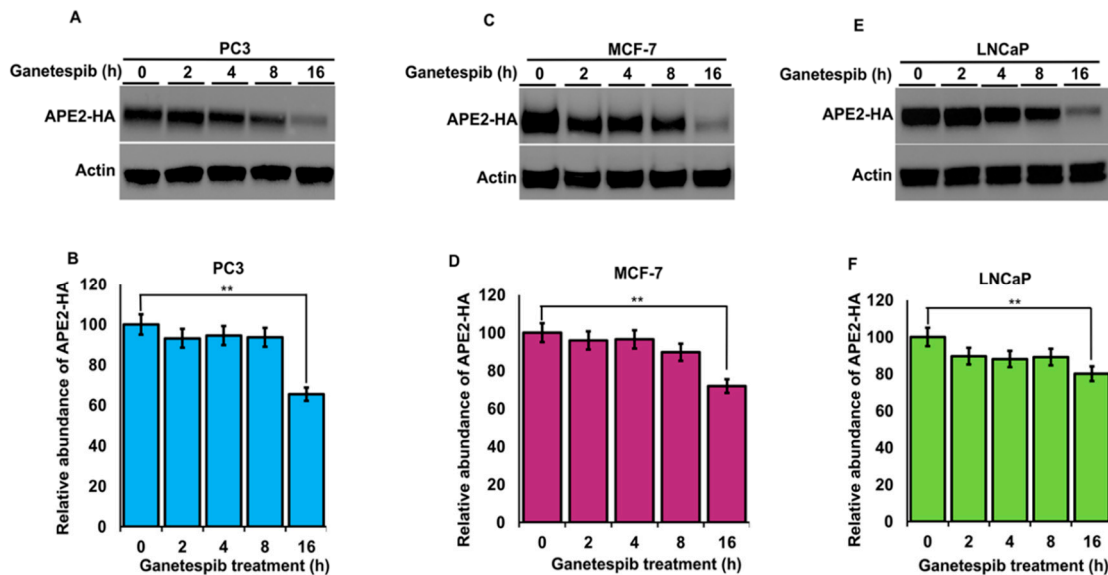 A
PC3
Ganetespib (h) 0 2 4 8 16
APE2-HA
Actin
B
PC3
Relative abundance of APE2-HA
120
100
80
60
40
20
0
**
0 2 4 8 16
Ganetespib treatment (h)
C
MCF-7
Ganetespib (h) 0 2 4 8 16
APE2-HA
Actin
D
MCF-7
Relative abundance of APE2-HA
120
100
80
60
40
20
0
**
0 2 4 8 16
Ganetespib treatment (h)
E
LNCaP
Ganetespib (h) 0 2 4 8 16
APE2-HA
Actin
F
LNCaP
Relative abundance of APE2-HA
120
100
80
60
40
20
0
**
0 2 4 8 16
Ganetespib treatment (h)